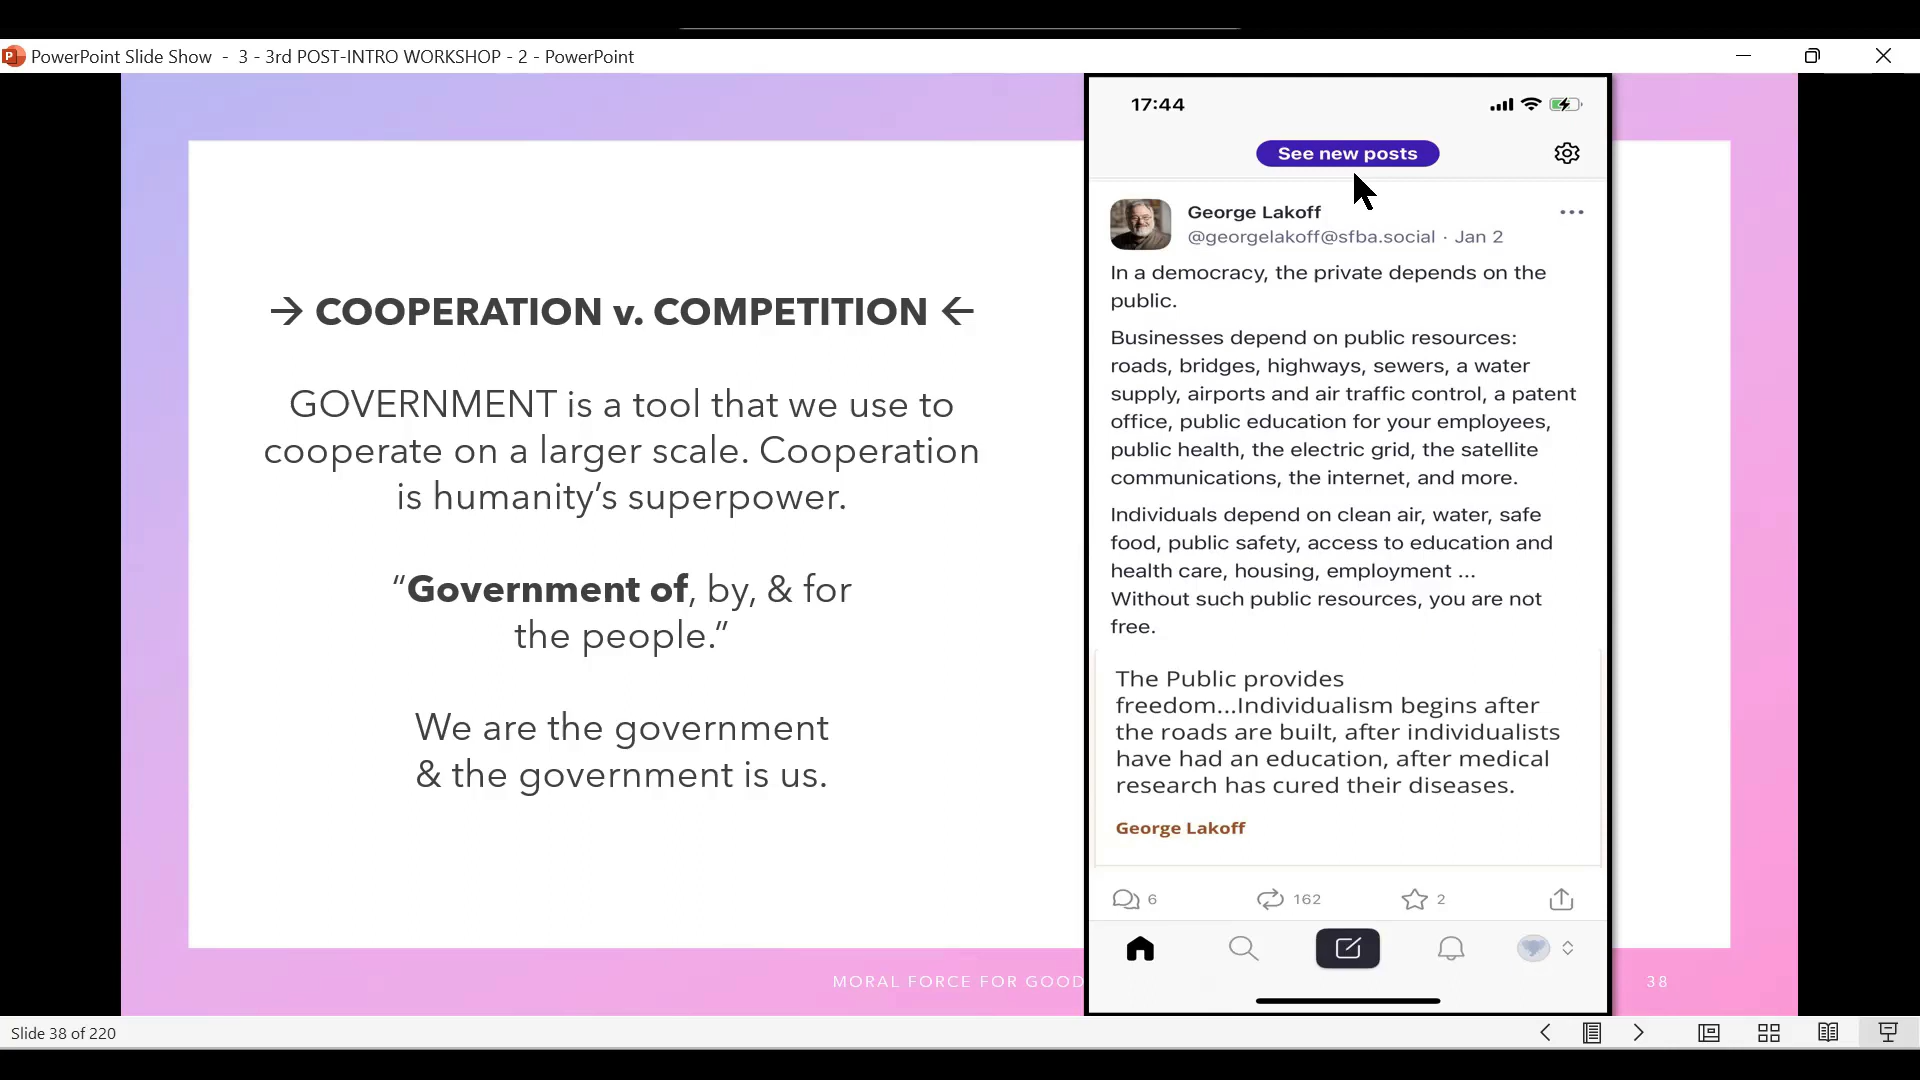 PowerPoint Slide Show - 3 - 3rd POST-INTRO WORKSHOP - 2 - PowerPoint
→ COOPERATION v. COMPETITION ←
GOVERNMENT is a tool that we use to
cooperate on a larger scale. Cooperation
is humanity’s superpower.
“Government of, by, & for
the people.”
We are the government
& the government is us.
MORAL FORCE FOR GOOD
17:44
See new posts
George Lakoff
@georgelakoff@sfba.social · Jan 2
In a democracy, the private depends on the
public.
Businesses depend on public resources:
roads, bridges, highways, sewers, a water
supply, airports and air traffic control, a patent
office, public education for your employees,
public health, the electric grid, the satellite
communications, the internet, and more.
Individuals depend on clean air, water, safe
food, public safety, access to education and
health care, housing, employment ...
Without such public resources, you are not
free.
The Public provides
freedom...Individualism begins after
the roads are built, after individualists
have had an education, after medical
research has cured their diseases.
George Lakoff
6 162 2
38
Slide 38 of 220